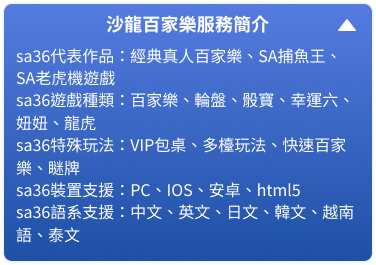 沙龍百家樂服務簡介
sa36代表作品：經典真人百家樂、SA捕魚王、
SA老虎機遊戲
sa36遊戲種類：百家樂、輪盤、骰寶、幸運六、
妞妞、龍虎
sa36特殊玩法：VIP包桌、多檯玩法、快速百家
樂、瞇牌
sa36裝置支援：PC、IOS、安卓、html5
sa36語系支援：中文、英文、日文、韓文、越南
語、泰文